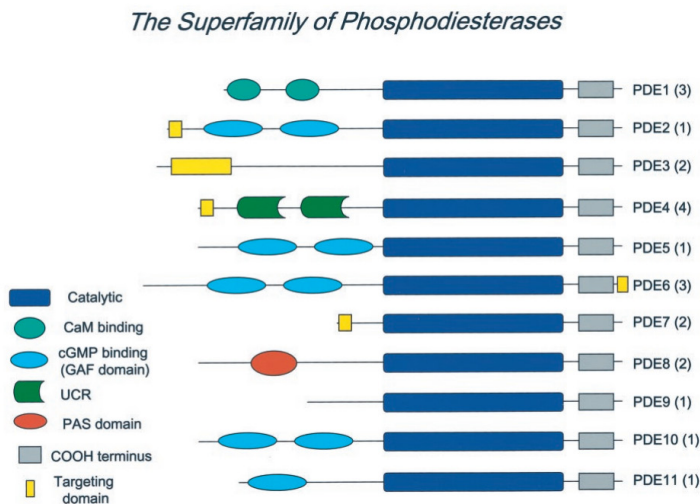 The Superfamily of Phosphodiesterases
PDE1 (3)
PDE2 (1)
PDE3 (2)
PDE4 (4)
PDE5 (1)
PDE6 (3)
PDE7 (2)
PDE8 (2)
PDE9 (1)
PDE10 (1)
PDE11 (1)
Catalytic
CaM binding
cGMP binding
(GAF domain)
UCR
PAS domain
COOH terminus
Targeting
domain